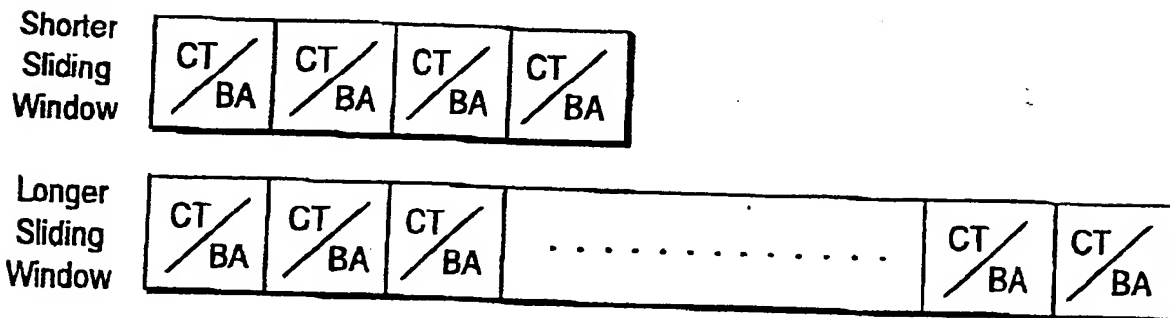 Shorter
Sliding
Window
CT/BA CT/BA CT/BA CT/BA
Longer
Sliding
Window
CT/BA CT/BA CT/BA . . . . . . . . . . . . . CT/BA CT/BA